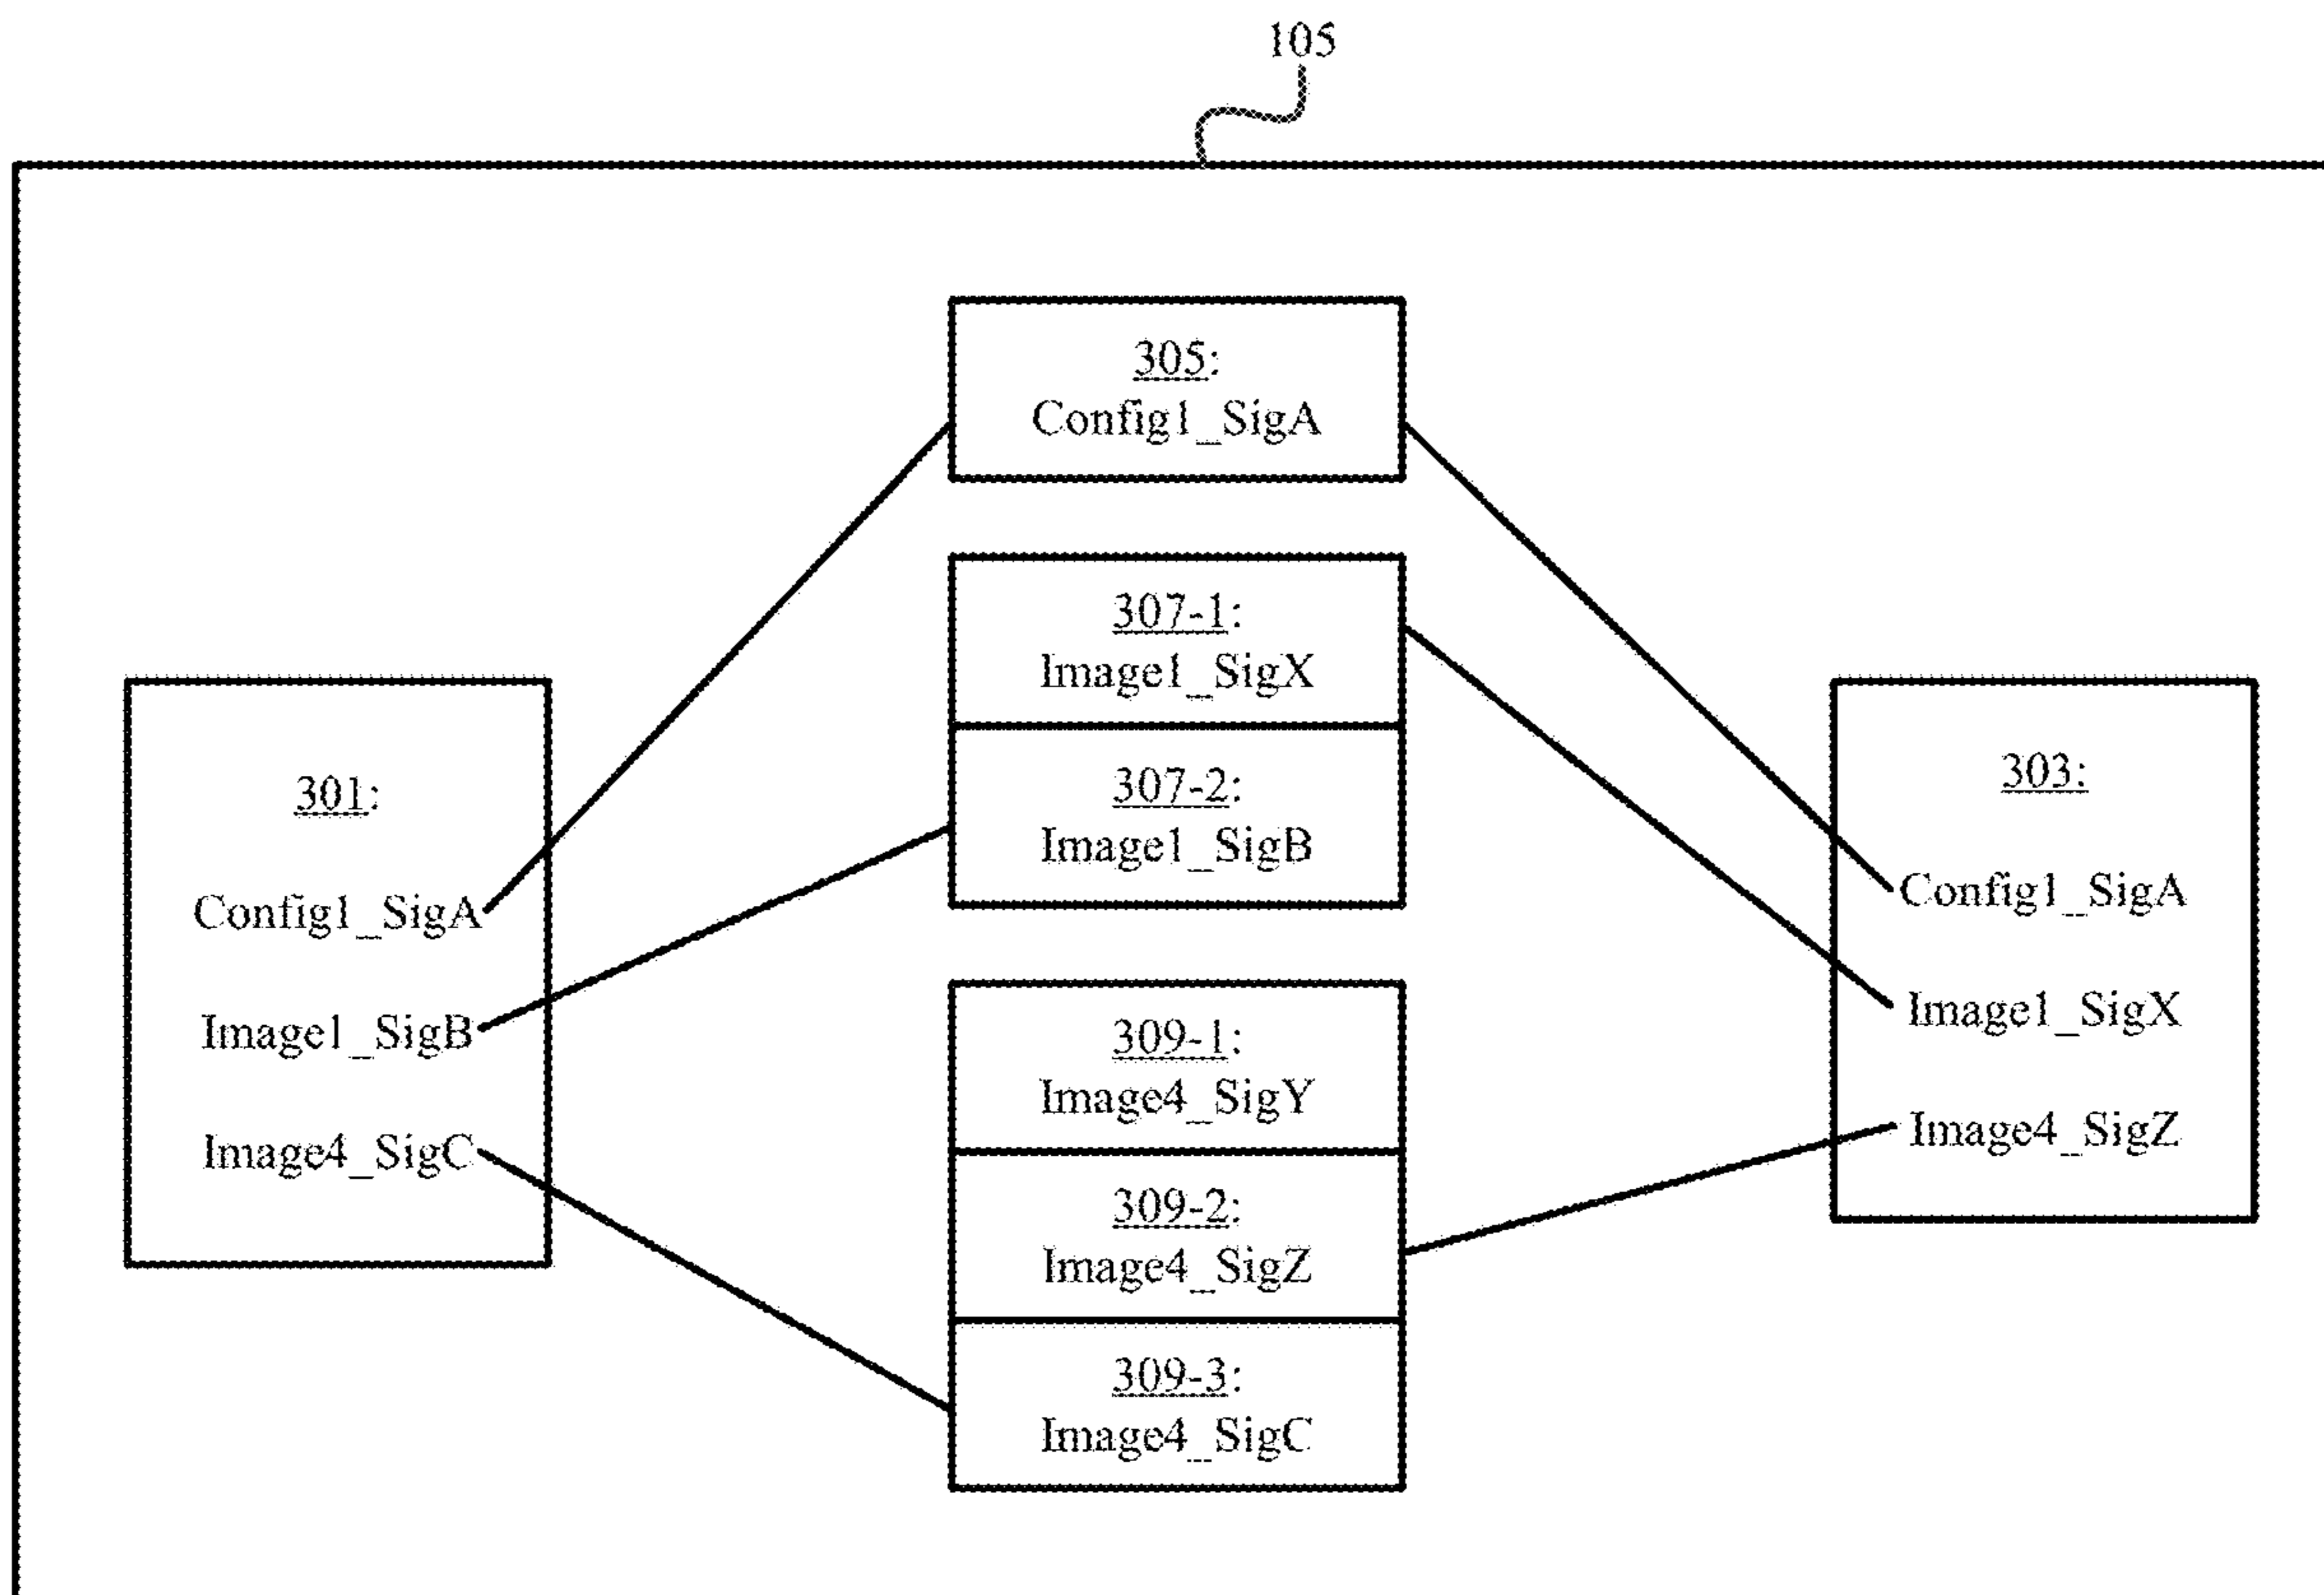 105
305:
Config1_SigA
307-1:
Image1_SigX
307-2:
Image1_SigB
301:
Config1_SigA
Image1_SigB
Image4_SigC
309-1:
Image4_SigY
309-2:
Image4_SigZ
309-3:
Image4_SigC
303:
Config1_SigA
Image1_SigX
Image4_SigZ